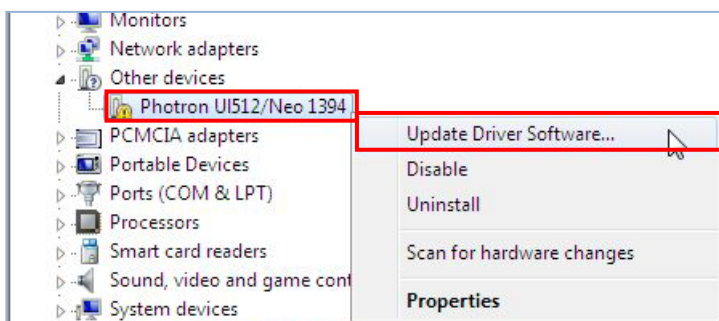 Monitors
Network adapters
Other devices
Photron UI512/Neo 1394
PCMCIA adapters
Portable Devices
Ports (COM & LPT)
Processors
Smart card readers
Sound, video and game cont
System devices
Update Driver Software...
Disable
Uninstall
Scan for hardware changes
Properties